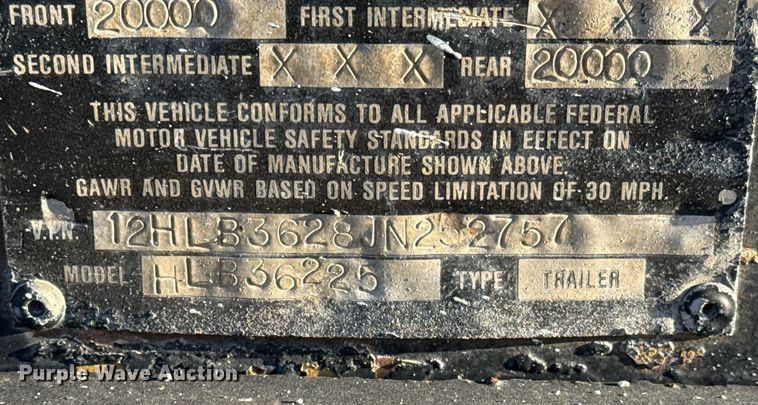 FRONT 20000 FIRST INTERMEDIATE X X X
SECOND INTERMEDIATE X X X REAR 20000
THIS VEHICLE CONFORMS TO ALL APPLICABLE FEDERAL
MOTOR VEHICLE SAFETY STANDARDS IN EFFECT ON
DATE OF MANUFACTURE SHOWN ABOVE.
GAWR AND GVWR BASED ON SPEED LIMITATION OF 30 MPH.
V.I.N. 12HLB3628JN252757
MODEL HLB36225 TYPE TRAILER
Purple Wave Auction